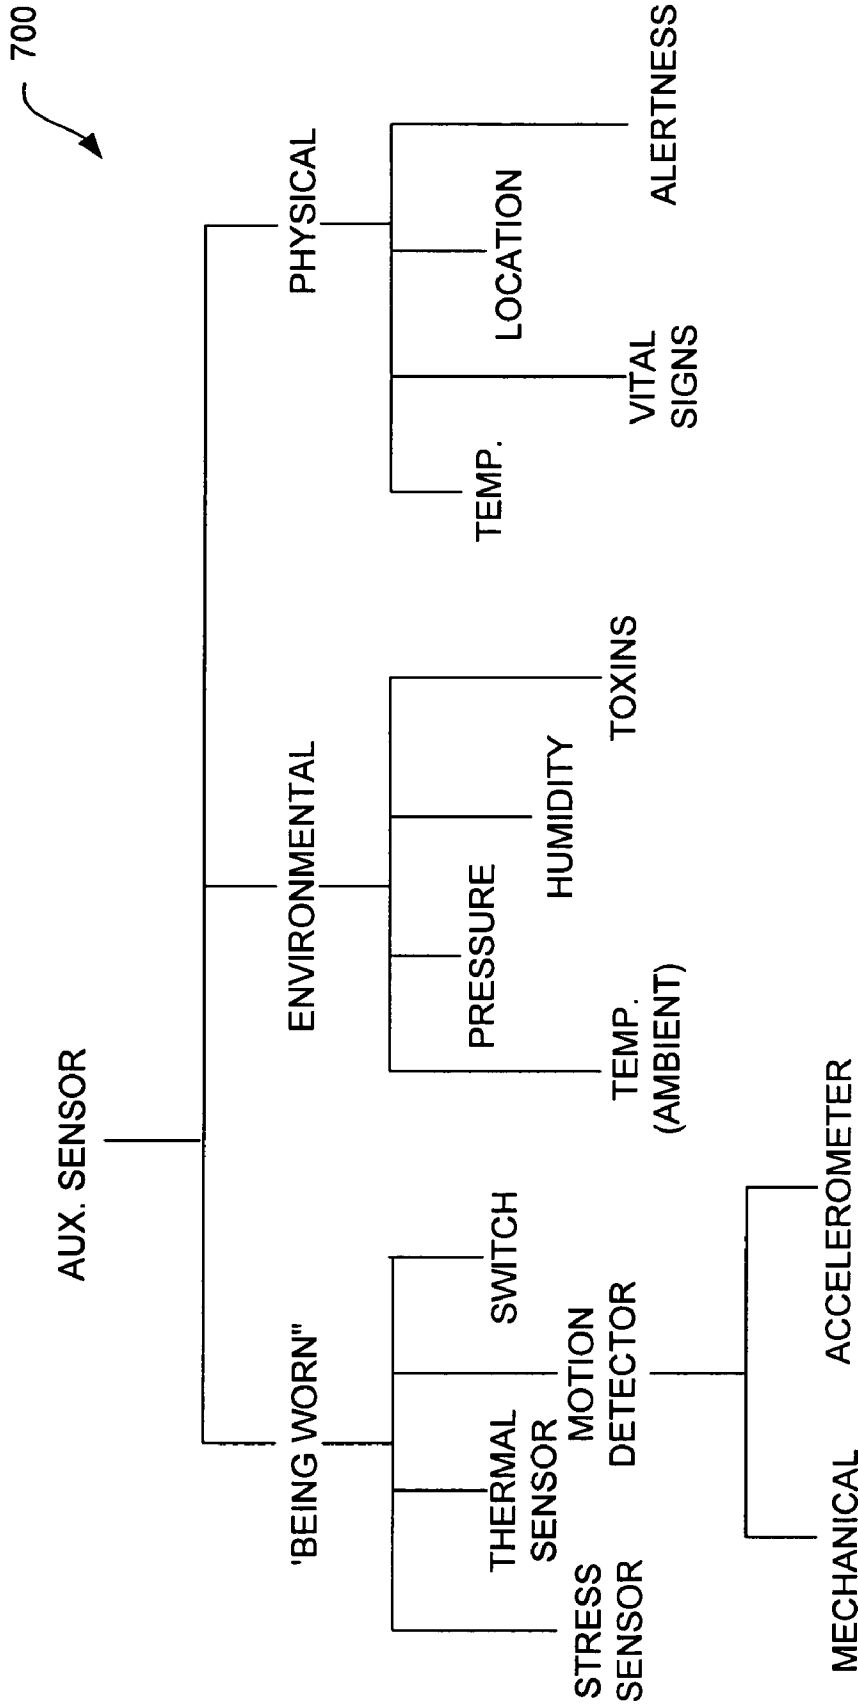 700
AUX. SENSOR
'BEING WORN"
ENVIRONMENTAL
PHYSICAL
STRESS
SENSOR
THERMAL
SENSOR
MOTION
DETECTOR
SWITCH
MECHANICAL
ACCELEROMETER
TEMP.
(AMBIENT)
PRESSURE
HUMIDITY
TOXINS
TEMP.
VITAL
SIGNS
LOCATION
ALERTNESS